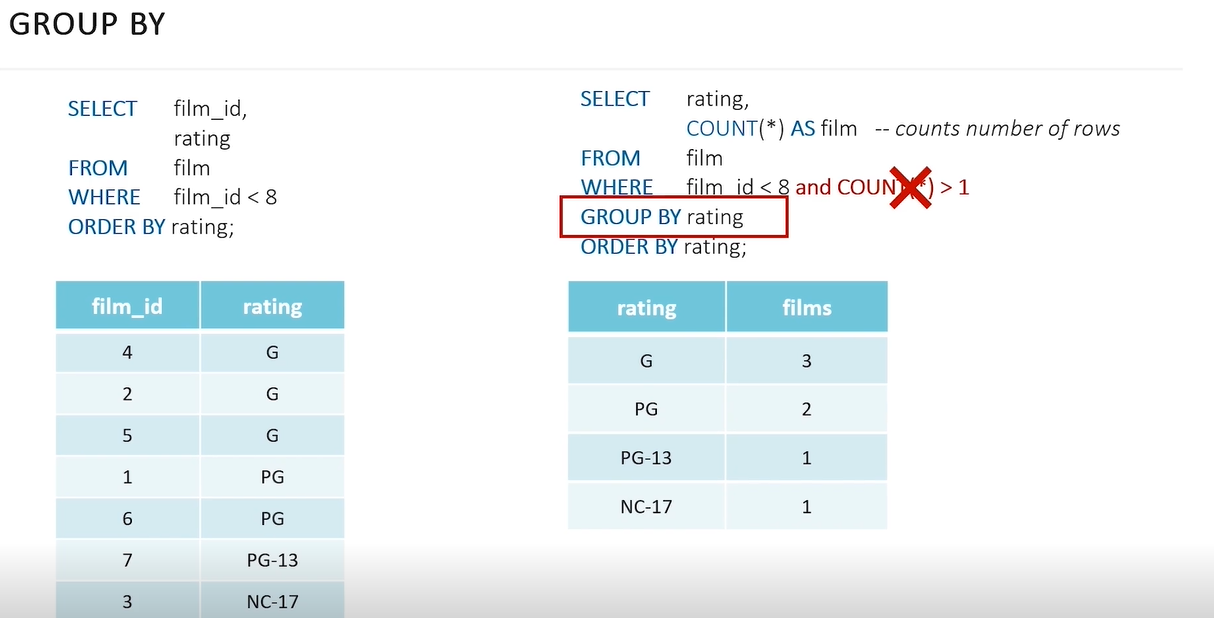 GROUP BY
SELECT film_id,
rating
FROM film
WHERE film_id < 8
ORDER BY rating;
film_id rating
4 G
2 G
5 G
1 PG
6 PG
7 PG-13
3 NC-17
SELECT rating,
COUNT(*) AS film -- counts number of rows
FROM film
WHERE film_id < 8 and COUNT(*) > 1
GROUP BY rating
ORDER BY rating;
rating films
G 3
PG 2
PG-13 1
NC-17 1